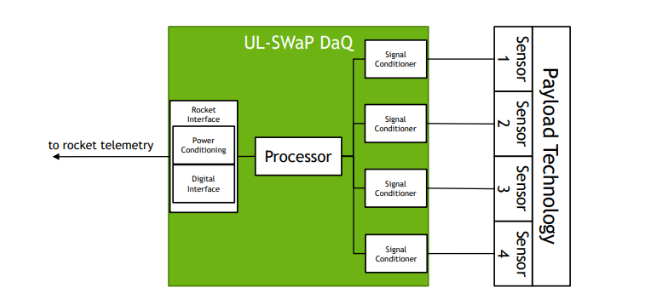 UL-SWaP DaQ
to rocket telemetry
Rocket
Interface
Power
Conditioning
Digital
Interface
Processor
Signal
Conditioner
Signal
Conditioner
Signal
Conditioner
Signal
Conditioner
Sensor
1
Sensor
2
Sensor
3
Sensor
4
Payload Technology